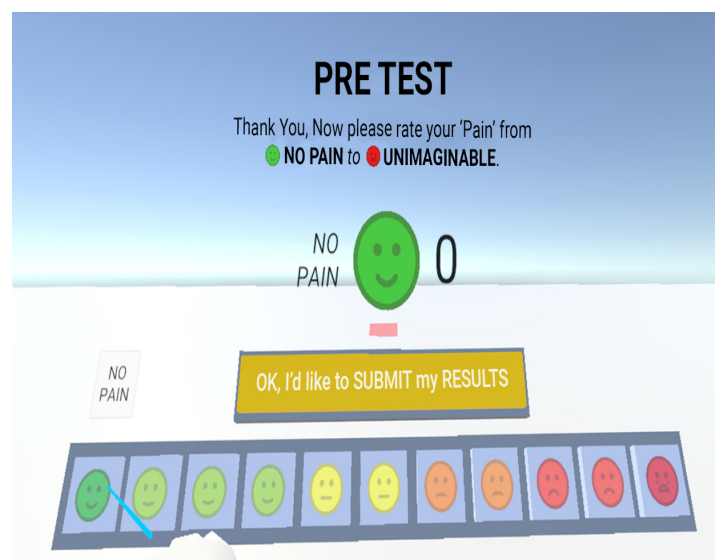 PRE TEST
Thank You, Now please rate your ‘Pain’ from
NO PAIN to UNIMAGINABLE.
NO
PAIN
0
NO
PAIN
OK, I’d like to SUBMIT my RESULTS